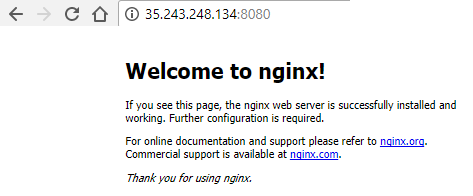 35.243.248.134:8080
Welcome to nginx!
If you see this page, the nginx web server is successfully installed and
working. Further configuration is required.
For online documentation and support please refer to nginx.org.
Commercial support is available at nginx.com.
Thank you for using nginx.